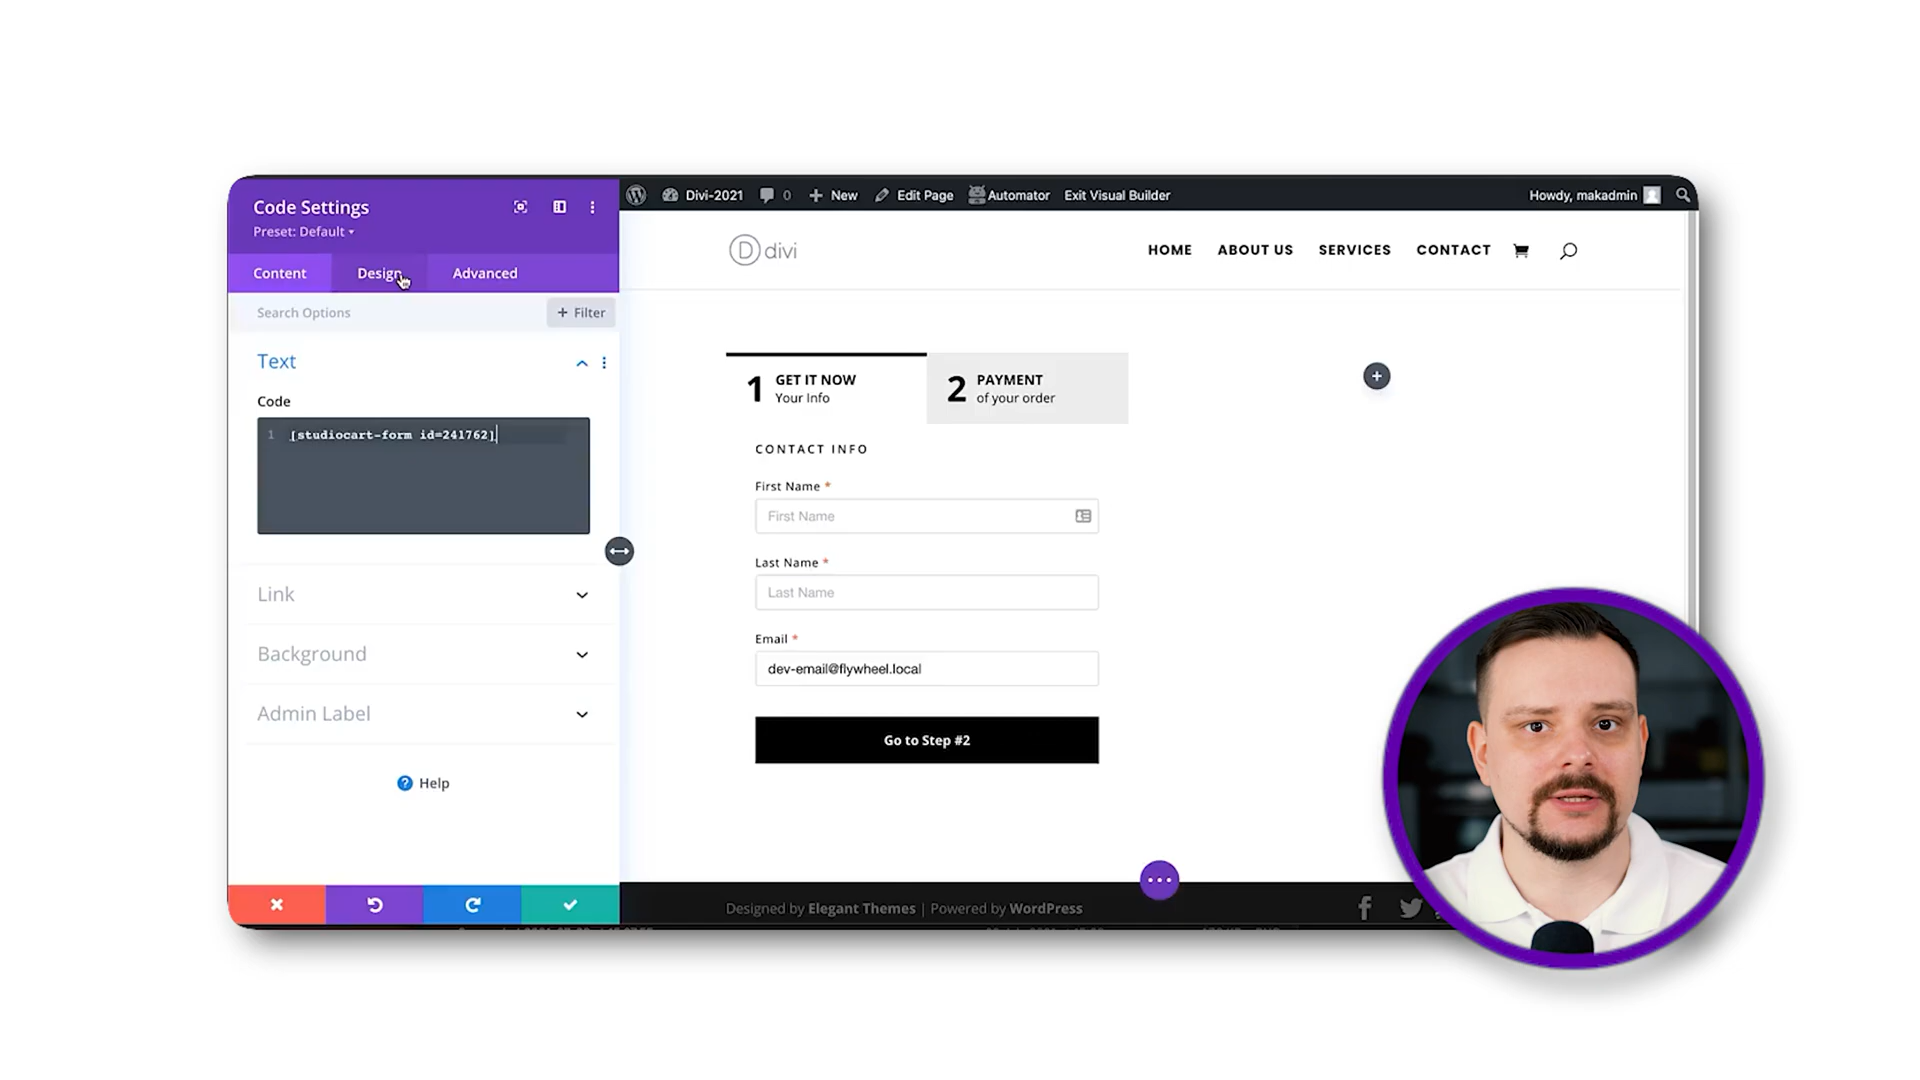 Code Settings
Preset: Default
Content Design Advanced
Search Options
+ Filter
Text
Code
1 [studiocart-form id=241762]
Link
Background
Admin Label
? Help
Divi-2021 0 + New Edit Page Automator Exit Visual Builder
Howdy, makadmin
D divi
HOME ABOUT US SERVICES CONTACT
1 GET IT NOW
Your Info
2 PAYMENT
of your order
CONTACT INFO
First Name *
First Name
Last Name *
Last Name
Email *
dev-email@flywheel.local
Go to Step #2
Designed by Elegant Themes | Powered by WordPress